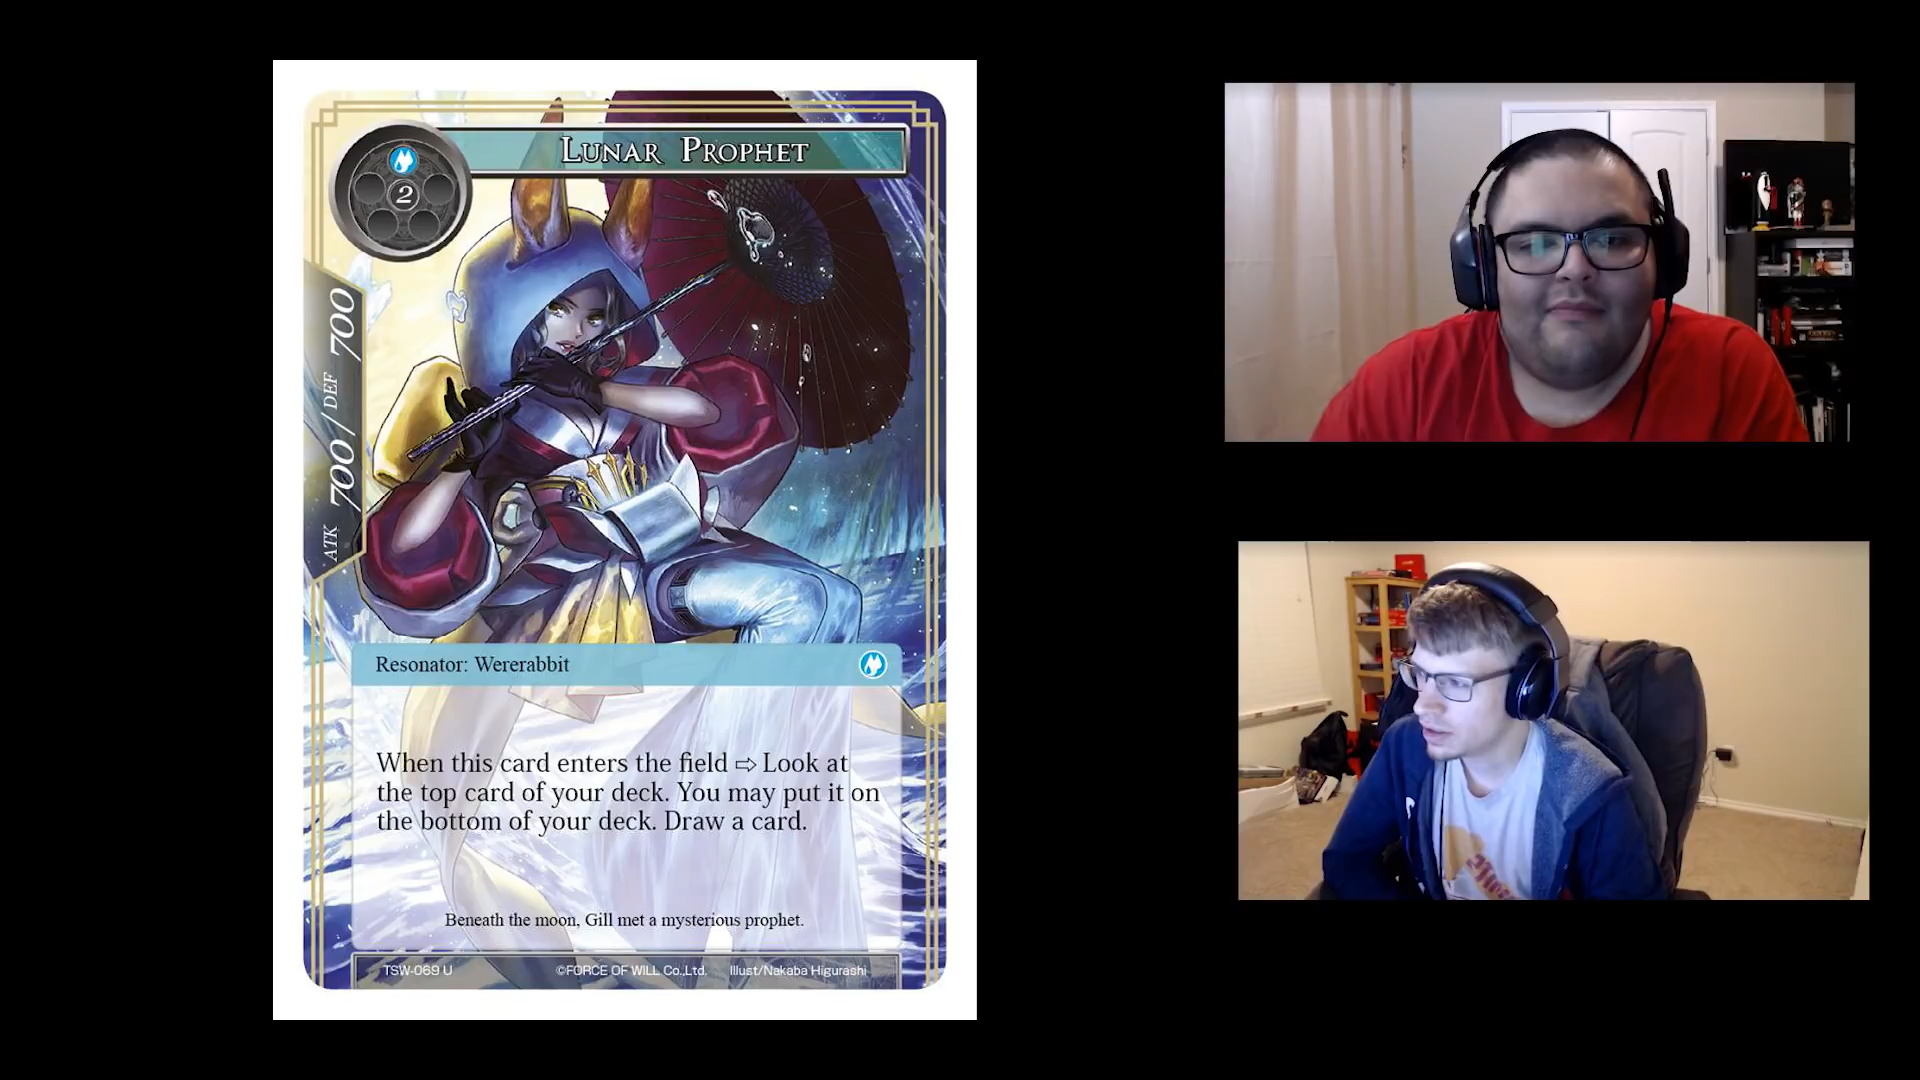 LUNAR PROPHET
2
ATK 700 / DEF 700
Resonator: Wererabbit
When this card enters the field ⇨ Look at
the top card of your deck. You may put it on
the bottom of your deck. Draw a card.
Beneath the moon, Gill met a mysterious prophet.
TSW-069 U ©FORCE OF WILL Co.,Ltd. Illust/Nakaba Higurashi